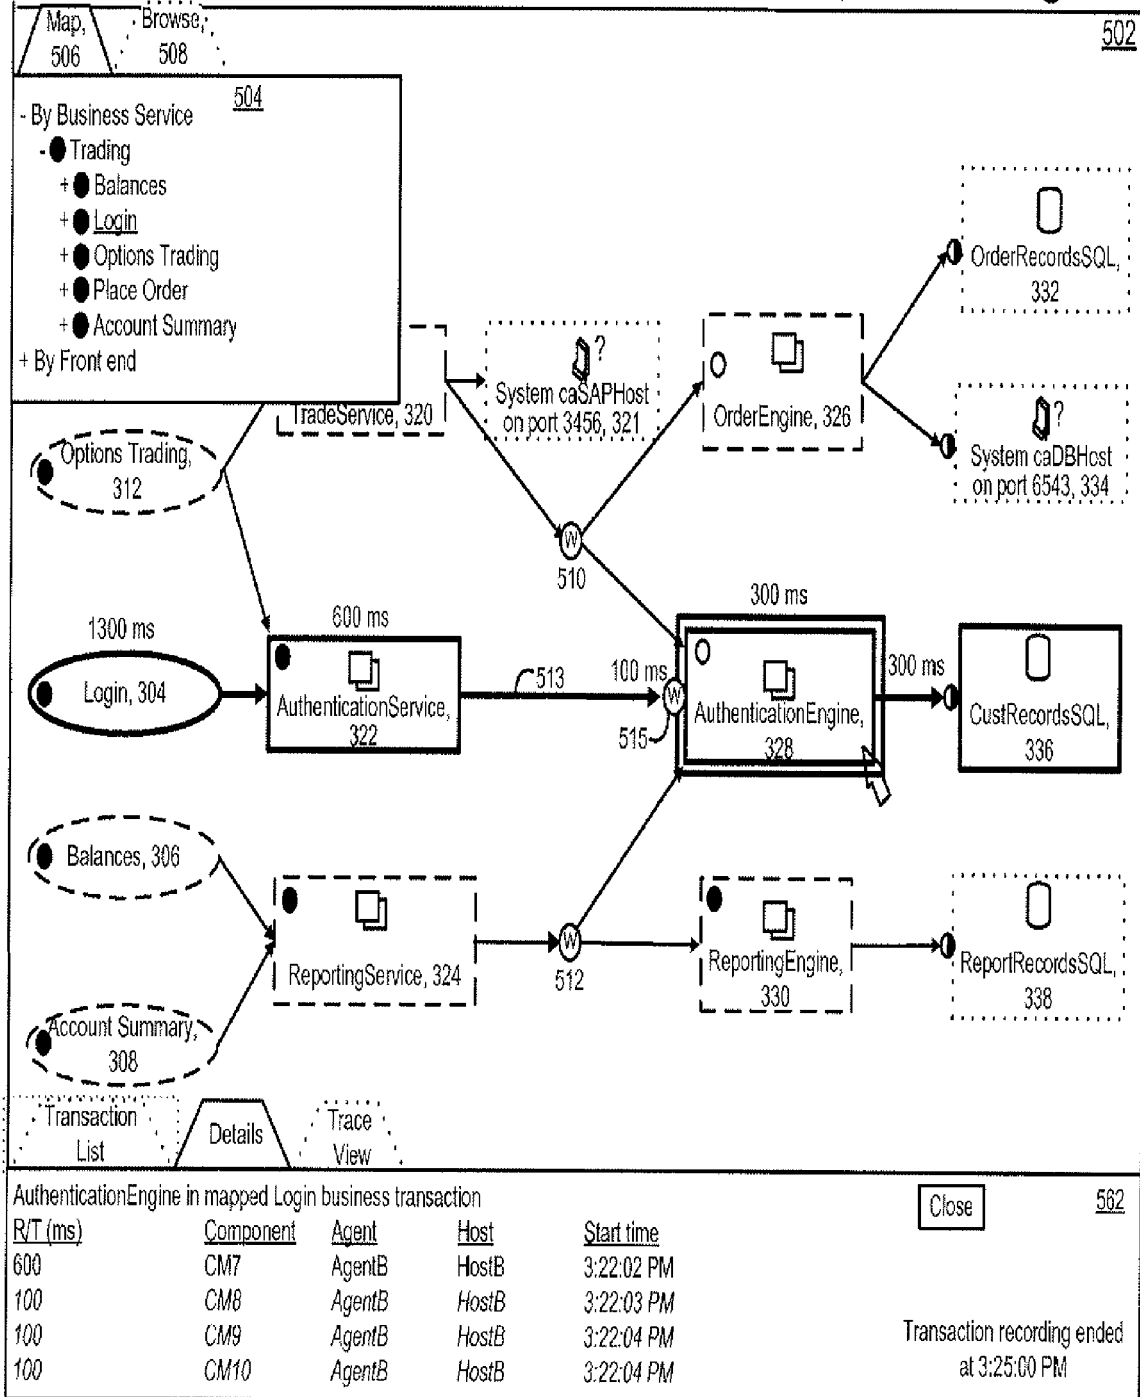 Map,
506
Browse,
508
502
504
- By Business Service
- Trading
+ Balances
+ Login
+ Options Trading
+ Place Order
+ Account Summary
+ By Front end
OrderRecordsSQL,
332
TradeService, 320
?
System caSAPHost
on port 3456, 321
OrderEngine, 326
?
System caDBHost
on port 6543, 334
Options Trading,
312
W
510
1300 ms
Login, 304
600 ms
AuthenticationService,
322
513
100 ms
W
515
300 ms
AuthenticationEngine,
328
300 ms
CustRecordsSQL,
336
Balances, 306
ReportingService, 324
W
512
ReportingEngine,
330
ReportRecordsSQL,
338
Account Summary,
308
Transaction
List
Details
Trace
View
AuthenticationEngine in mapped Login business transaction
Close
562
R/T (ms) Component Agent Host Start time
600 CM7 AgentB HostB 3:22:02 PM
100 CM8 AgentB HostB 3:22:03 PM
100 CM9 AgentB HostB 3:22:04 PM
100 CM10 AgentB HostB 3:22:04 PM
Transaction recording ended
at 3:25:00 PM